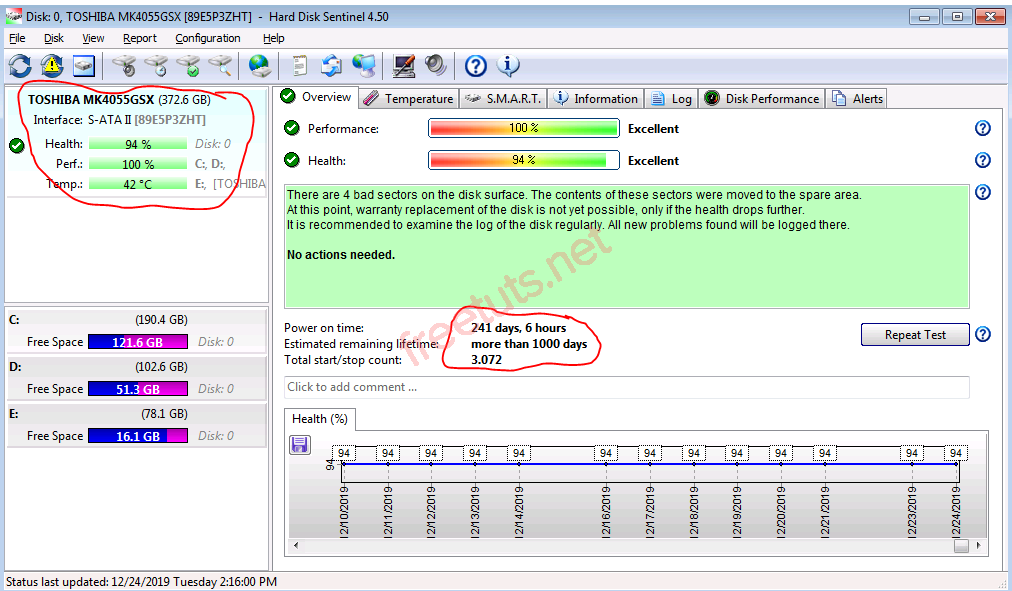 Disk: 0, TOSHIBA MK4055GSX [89E5P3ZHT] - Hard Disk Sentinel 4.50
File Disk View Report Configuration Help
TOSHIBA MK4055GSX (372.6 GB)
Interface: S-ATA II [89E5P3ZHT]
Health: 94 % Disk: 0
Perf.: 100 % C:, D:,
Temp.: 42 °C E:, [TOSHIBA
C: (190.4 GB)
Free Space 121.6 GB Disk: 0
D: (102.6 GB)
Free Space 51.3 GB Disk: 0
E: (78.1 GB)
Free Space 16.1 GB Disk: 0
Overview Temperature S.M.A.R.T. Information Log Disk Performance Alerts
Performance: 100 % Excellent
Health: 94 % Excellent
There are 4 bad sectors on the disk surface. The contents of these sectors were moved to the spare area.
At this point, warranty replacement of the disk is not yet possible, only if the health drops further.
It is recommended to examine the log of the disk regularly. All new problems found will be logged there.
No actions needed.
freetuts.net
Power on time: 241 days, 6 hours
Estimated remaining lifetime: more than 1000 days
Total start/stop count: 3.072
Repeat Test
Click to add comment ...
Health (%)
94 94 94 94 94 94 94 94 94 94 94 94 94
94
12/10/2019 12/11/2019 12/12/2019 12/13/2019 12/14/2019 12/16/2019 12/17/2019 12/18/2019 12/19/2019 12/20/2019 12/21/2019 12/23/2019 12/24/2019
Status last updated: 12/24/2019 Tuesday 2:16:00 PM